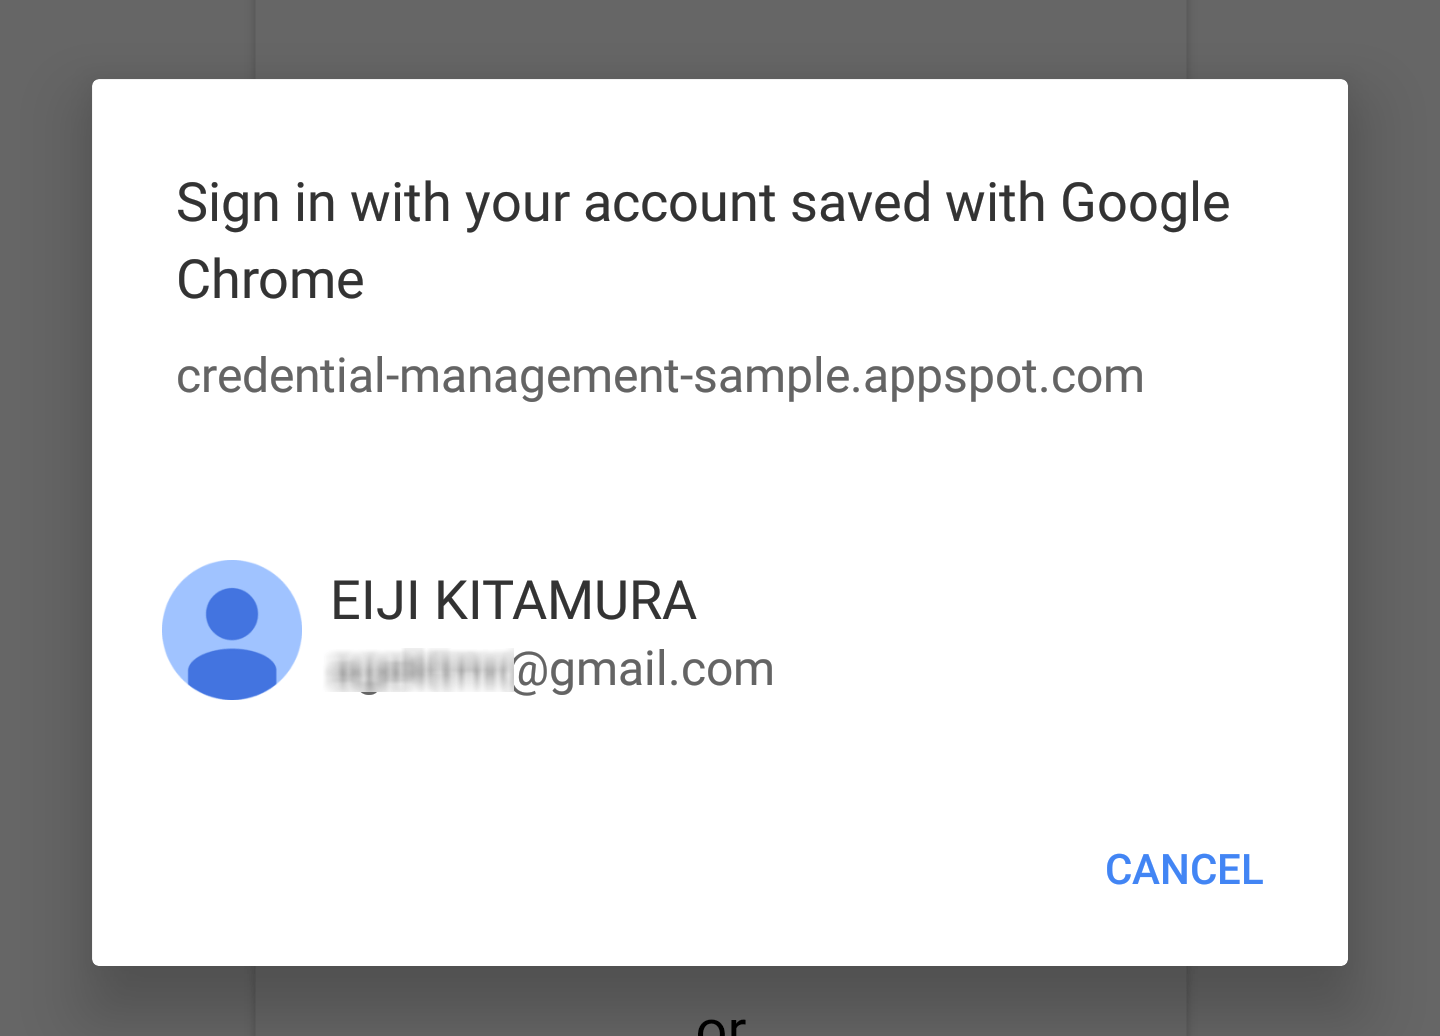 Sign in with your account saved with Google
Chrome
credential-management-sample.appspot.com
EIJI KITAMURA
@gmail.com
CANCEL
or